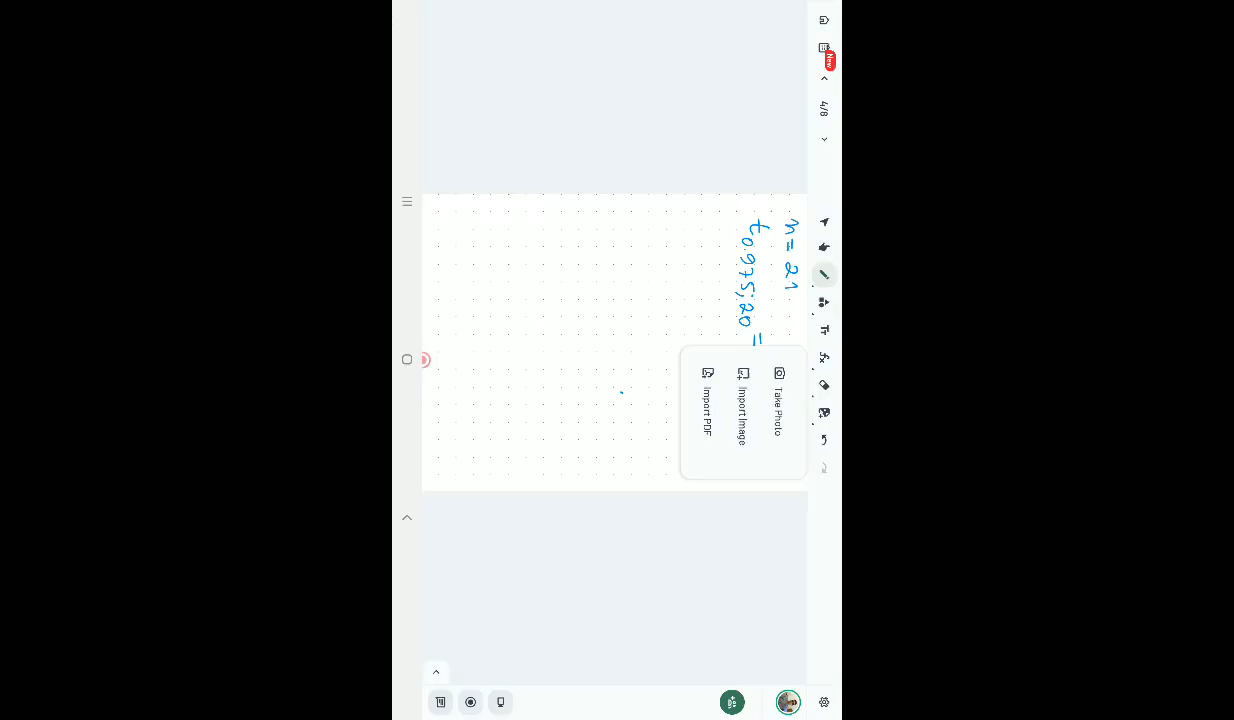 New
4/8
n = 21
t0.975;20 =
Take Photo
Import Image
Import PDF